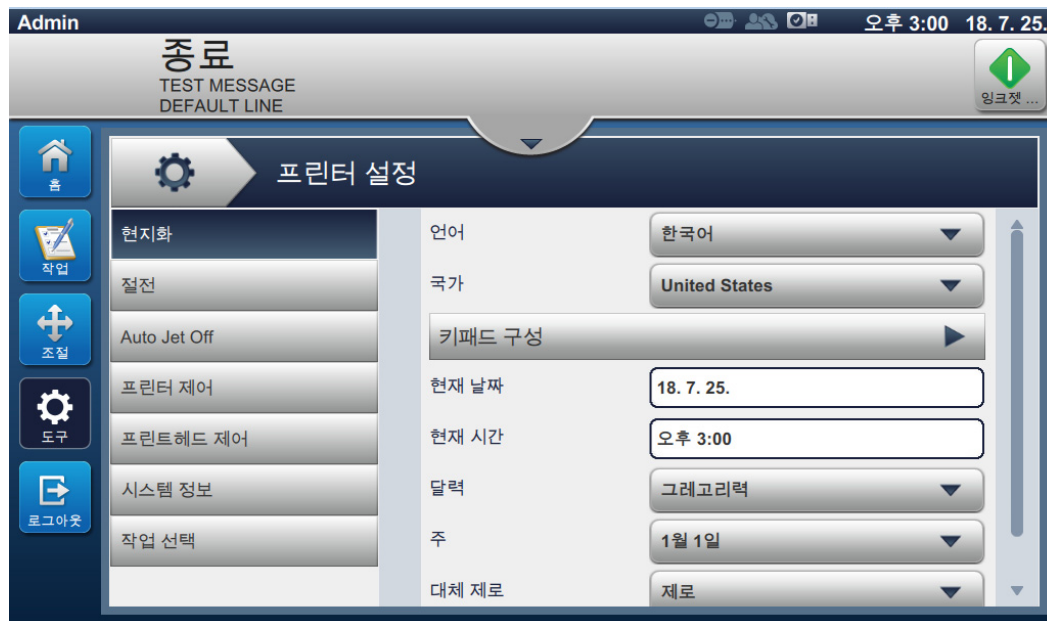 Admin
오후 3:00 18. 7. 25.
종료
TEST MESSAGE
DEFAULT LINE
잉크젯 ...
홈
작업
조절
도구
로그아웃
프린터 설정
현지화
절전
Auto Jet Off
프린터 제어
프린트헤드 제어
시스템 정보
작업 선택
언어 한국어
국가 United States
키패드 구성
현재 날짜 18. 7. 25.
현재 시간 오후 3:00
달력 그레고리력
주 1월 1일
대체 제로 제로